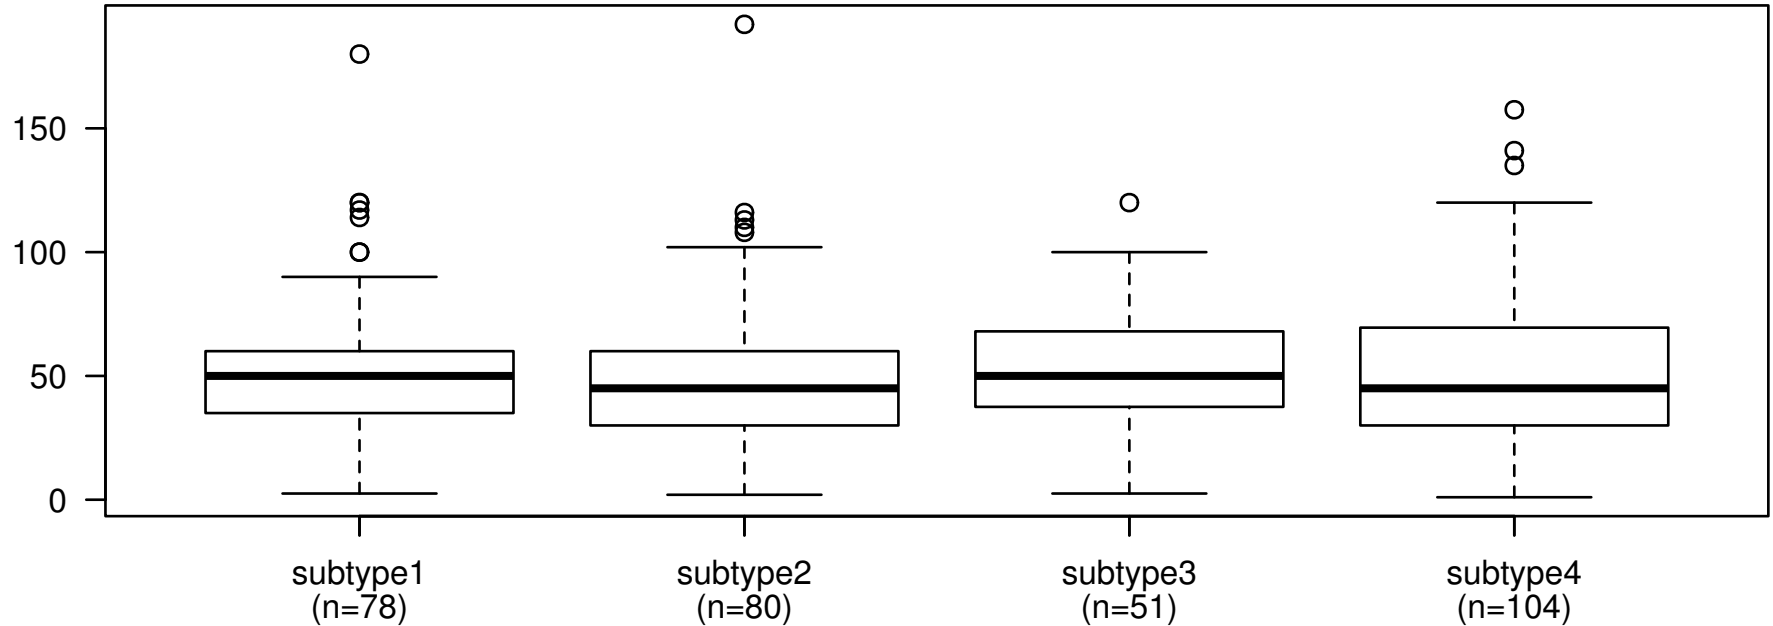 150
100
50
0
subtype1 subtype2 subtype3 subtype4
(n=78) (n=80) (n=51) (n=104)